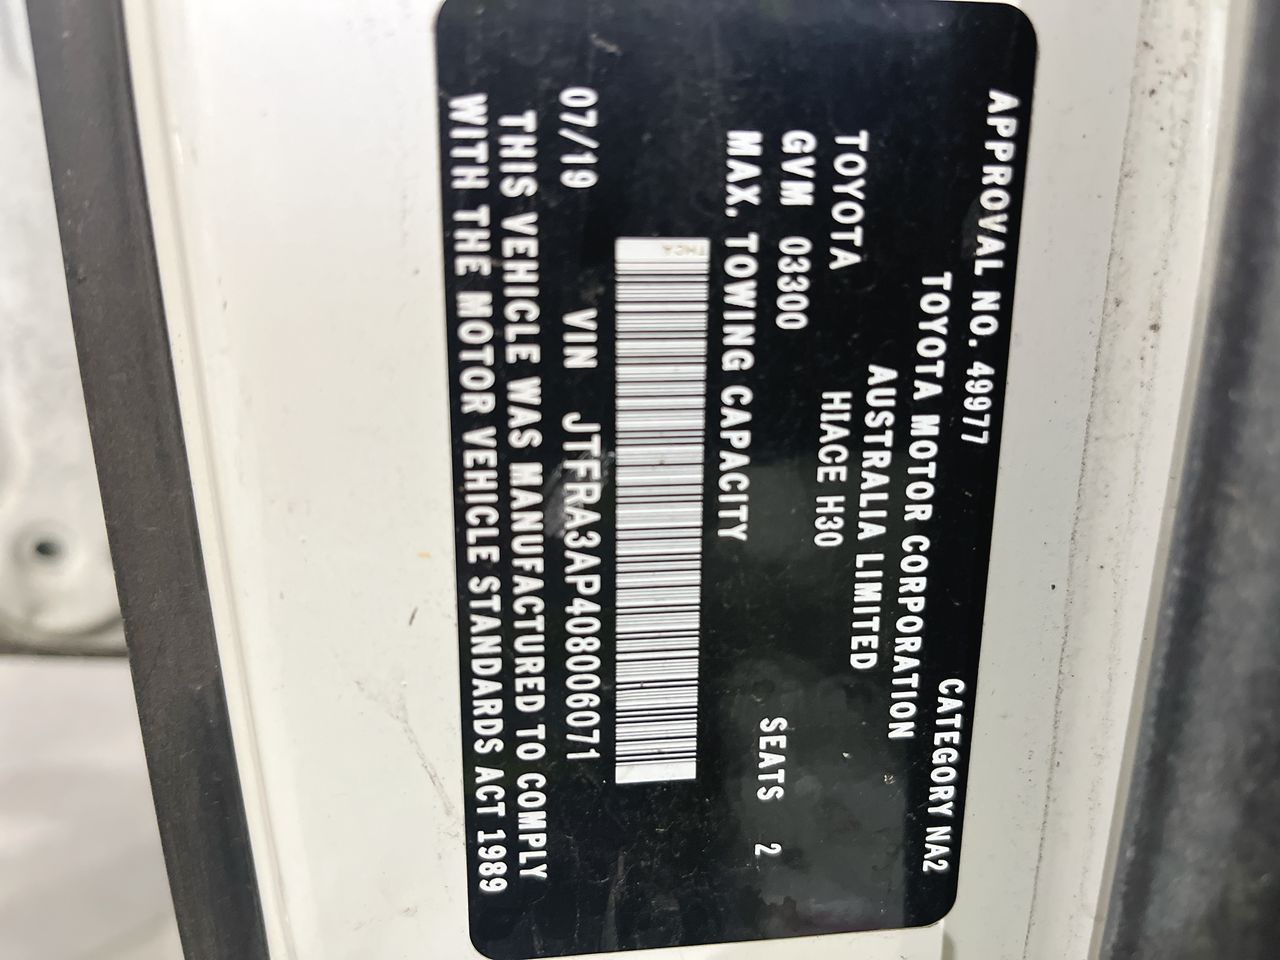 APPROVAL NO. 49977 CATEGORY NA2
TOYOTA MOTOR CORPORATION
AUSTRALIA LIMITED
TOYOTA HIACE H30
GVM 03300 SEATS 2
MAX. TOWING CAPACITY
07/19 VIN JTFRA3AP408006071
THIS VEHICLE WAS MANUFACTURED TO COMPLY
WITH THE MOTOR VEHICLE STANDARDS ACT 1989